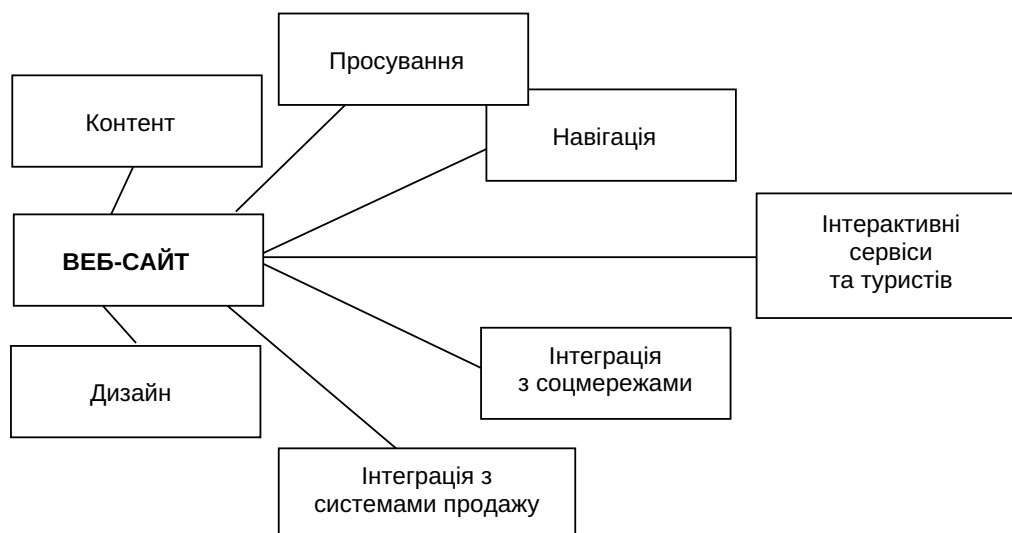 Просування
Контент
Навігація
Інтерактивні
сервіси
та туристів
ВЕБ-САЙТ
Інтеграція
з соцмережами
Дизайн
Інтеграція з
системами продажу